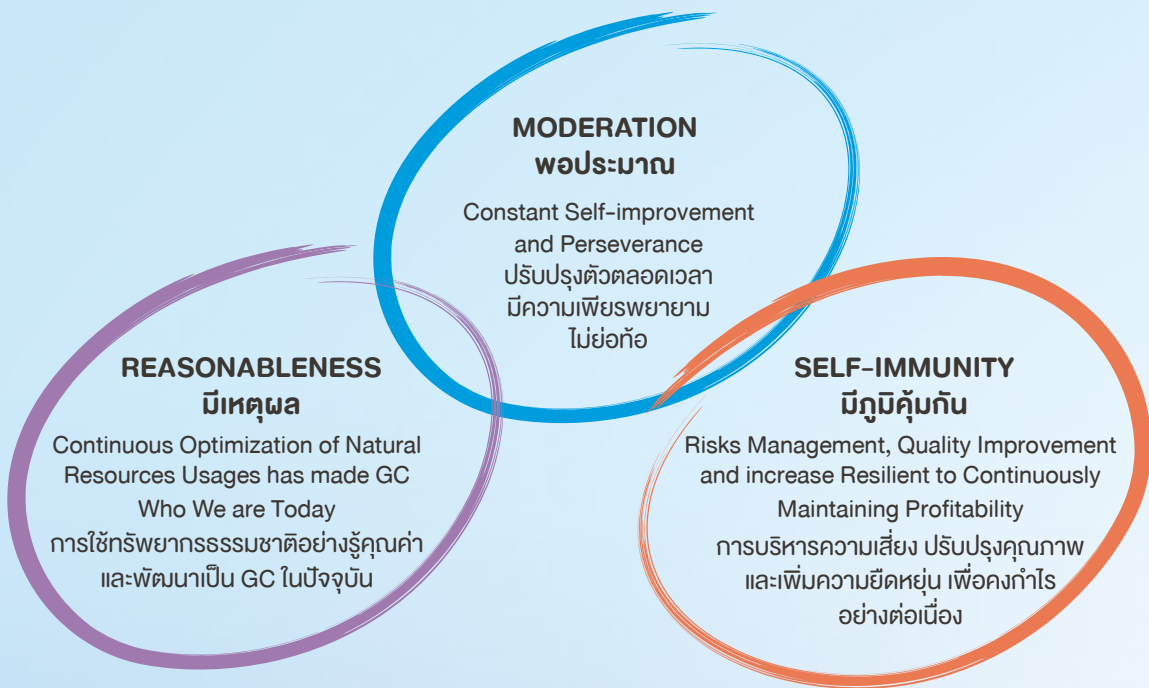 MODERATION
พอประมาณ
Constant Self-improvement
and Perseverance
ปรับปรุงตัวตลอดเวลา
มีความเพียรพยายาม
ไม่ย่อท้อ
REASONABLENESS
มีเหตุผล
Continuous Optimization of Natural
Resources Usages has made GC
Who We are Today
การใช้ทรัพยากรธรรมชาติอย่างรู้คุณค่า
และพัฒนาเป็น GC ในปัจจุบัน
SELF-IMMUNITY
มีภูมิคุ้มกัน
Risks Management, Quality Improvement
and increase Resilient to Continuously
Maintaining Profitability
การบริหารความเสี่ยง ปรับปรุงคุณภาพ
และเพิ่มความยืดหยุ่น เพื่อคงกำไร
อย่างต่อเนื่อง